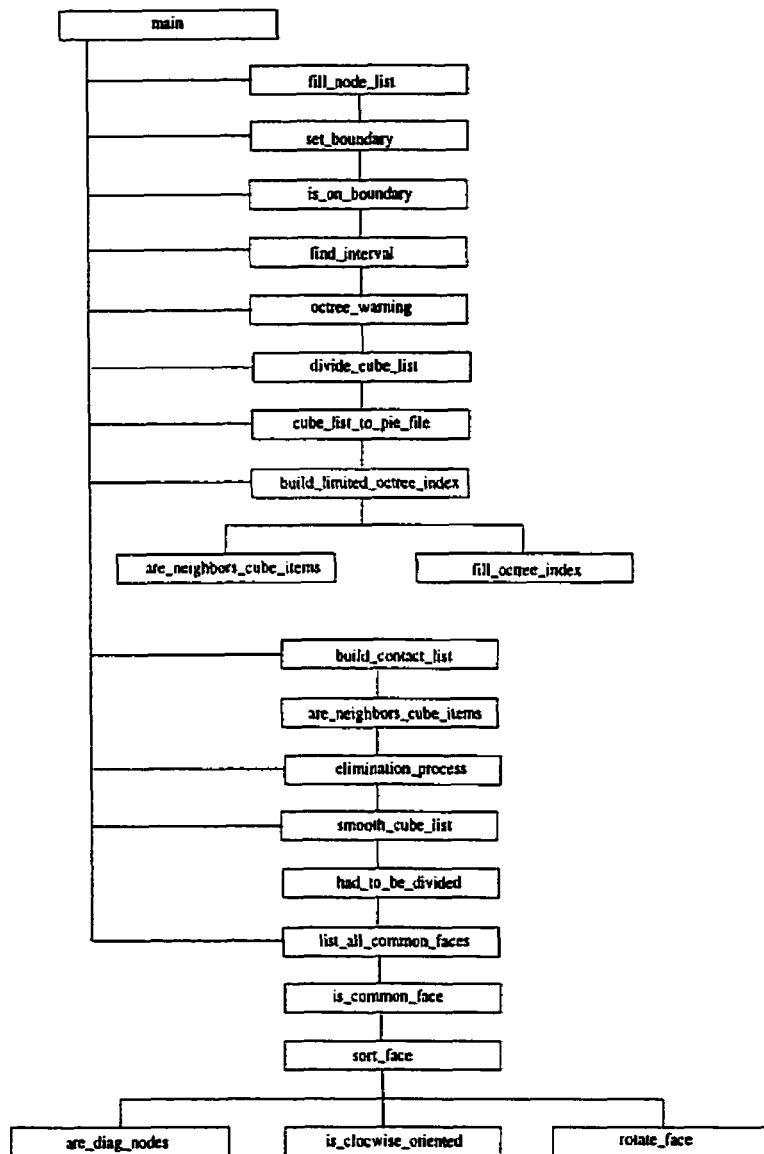 main
fill_node_list
set_boundary
is_on_boundary
find_interval
octree_warning
divide_cube_list
cube_list_to_pie_file
build_limited_octree_index
are_neighbors_cube_items
fill_octree_index
build_contact_list
are_neighbors_cube_items
elimination_process
smooth_cube_list
had_to_be_divided
list_all_common_faces
is_common_face
sort_face
are_diag_nodes
is_clocwise_oriented
rotate_face